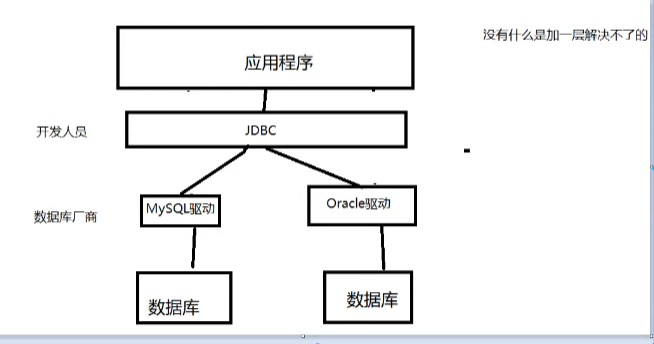 没有什么是加一层解决不了的
应用程序
开发人员
JDBC
数据库厂商
MySQL驱动
Oracle驱动
数据库
数据库